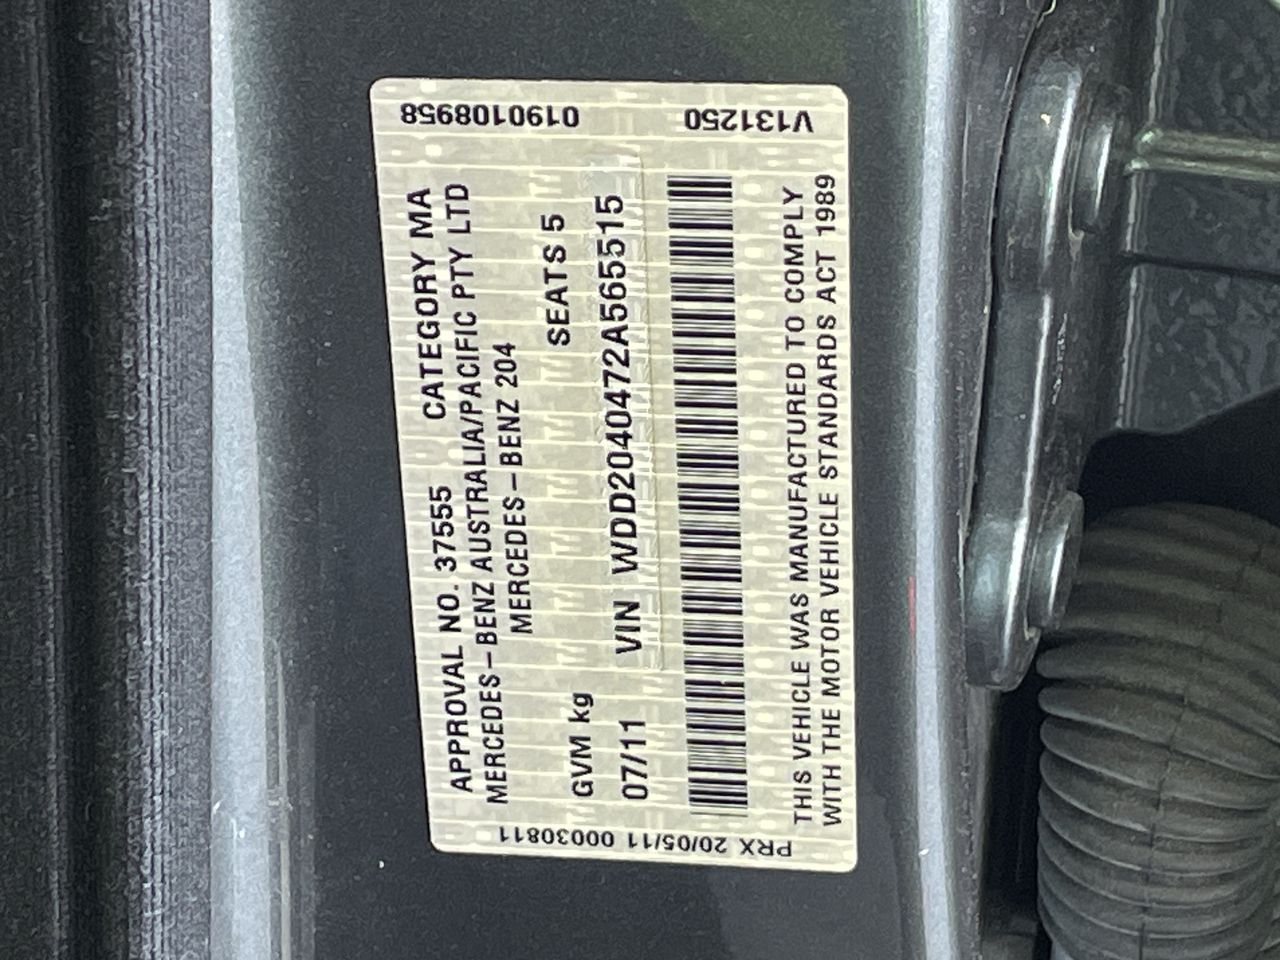 APPROVAL NO. 37555 CATEGORY MA
MERCEDES-BENZ AUSTRALIA/PACIFIC PTY LTD
MERCEDES-BENZ 204
GVM kg SEATS 5
07/11 VIN WDD2040472A565515
THIS VEHICLE WAS MANUFACTURED TO COMPLY
WITH THE MOTOR VEHICLE STANDARDS ACT 1989
PRX 20/05/11 00030811
V131250 0190108958